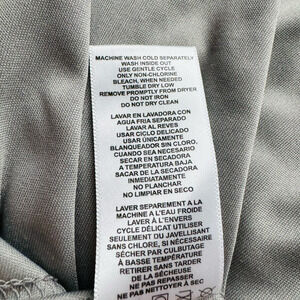 MACHINE WASH COLD SEPARATELY
WASH INSIDE OUT
USE GENTLE CYCLE
ONLY NON-CHLORINE
BLEACH, WHEN NEEDED
TUMBLE DRY LOW
REMOVE PROMPTLY FROM DRYER
DO NOT IRON
DO NOT DRY CLEAN
LAVAR EN LAVADORA CON
AGUA FRIA SEPARADO
LAVAR AL REVES
USAR CICLO DELICADO
USAR ÚNICAMENTE
BLANQUEADOR SIN CLORO,
CUANDO SEA NECESARIO
SECAR EN SECADORA
A TEMPERATURA BAJA
SACAR DE LA SECADORA
INMEDIATAMENTE
NO PLANCHAR
NO LIMPIAR EN SECO
LAVER SEPAREMENT A LA
MACHINE A L'EAU FROIDE
LAVER À L'ENVERS
CYCLE DÉLICAT UTILISER
SEULEMENT DU JAVELLISANT
SANS CHLORE, SI NÉCESSAIRE
SÉCHER PAR CULBUTAGE
À BASSE TEMPÉRATURE
RETIRER SANS TARDER
DE LA SÉCHEUSE
NE PAS REPASSER
NE PAS NETTOYER À SEC